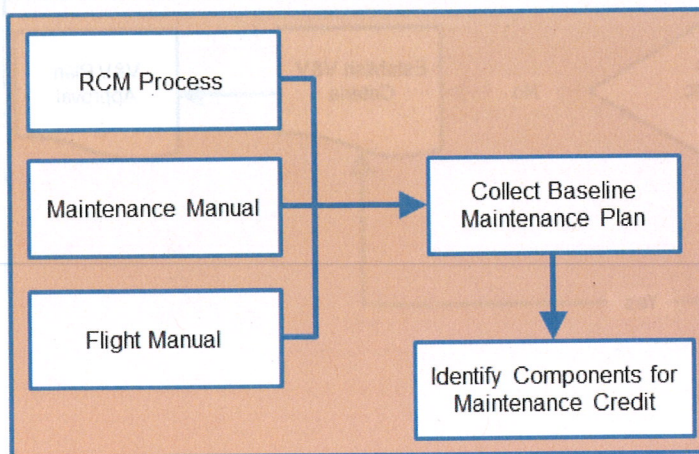 RCM Process
Maintenance Manual
Flight Manual
Collect Baseline
Maintenance Plan
Identify Components for
Maintenance Credit